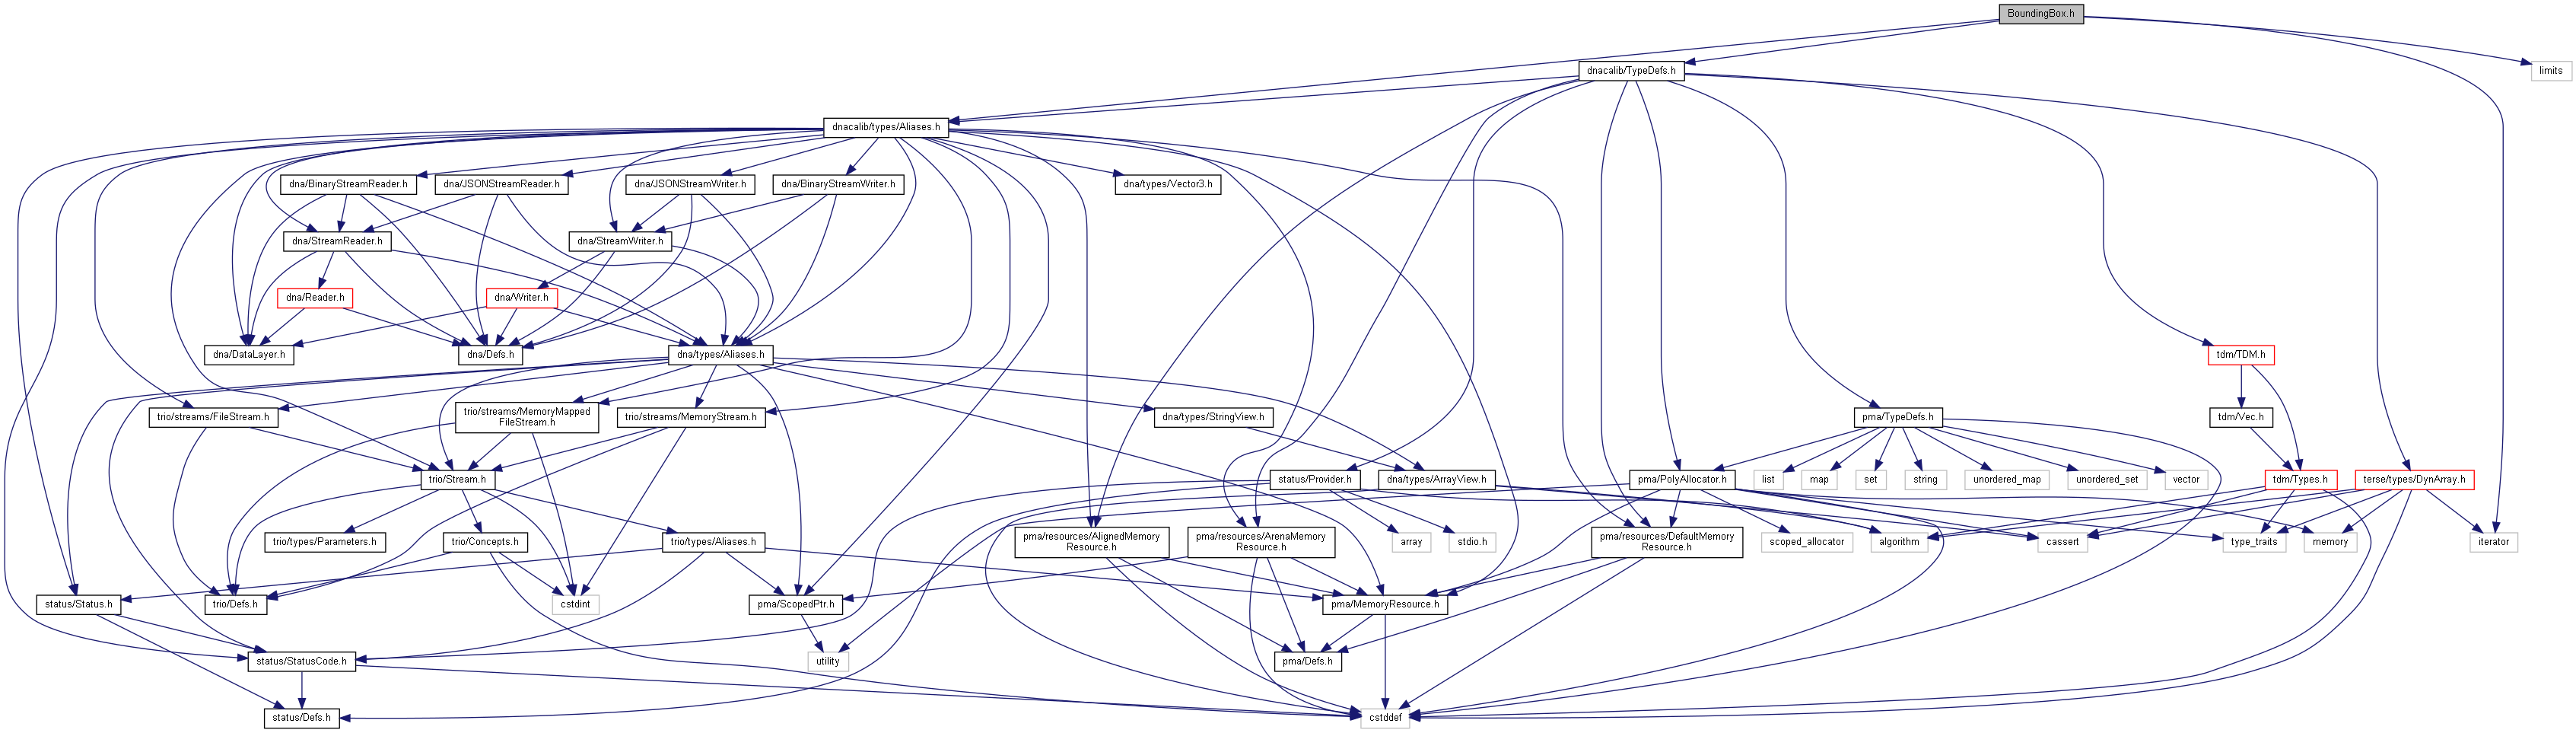 BoundingBox.h
dnacalib/TypeDefs.h
limits
dnacalib/types/Aliases.h
dna/BinaryStreamReader.h
dna/JSONStreamReader.h
dna/JSONStreamWriter.h
dna/BinaryStreamWriter.h
dna/types/Vector3.h
dna/StreamReader.h
dna/StreamWriter.h
dna/Reader.h
dna/Writer.h
dna/DataLayer.h
dna/Defs.h
dna/types/Aliases.h
tdm/TDM.h
trio/streams/FileStream.h
trio/streams/MemoryMapped
FileStream.h
trio/streams/MemoryStream.h
dna/types/StringView.h
pma/TypeDefs.h
tdm/Vec.h
trio/Stream.h
status/Provider.h
dna/types/ArrayView.h
pma/PolyAllocator.h
list
map
set
string
unordered_map
unordered_set
vector
tdm/Types.h
terse/types/DynArray.h
trio/types/Parameters.h
trio/Concepts.h
trio/types/Aliases.h
pma/resources/AlignedMemory
Resource.h
pma/resources/ArenaMemory
Resource.h
array
stdio.h
pma/resources/DefaultMemory
Resource.h
scoped_allocator
algorithm
cassert
type_traits
memory
iterator
status/Status.h
trio/Defs.h
cstdint
pma/ScopedPtr.h
pma/MemoryResource.h
status/StatusCode.h
utility
pma/Defs.h
status/Defs.h
cstddef